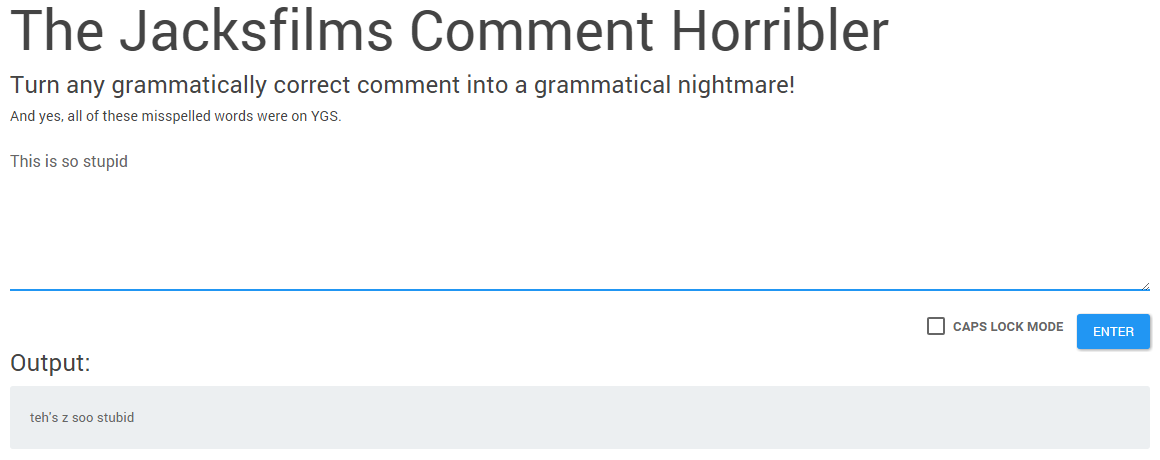 The Jacksfilms Comment Horribler
Turn any grammatically correct comment into a grammatical nightmare!
And yes, all of these misspelled words were on YGS.
This is so stupid
CAPS LOCK MODE
ENTER
Output:
teh's z soo stubid